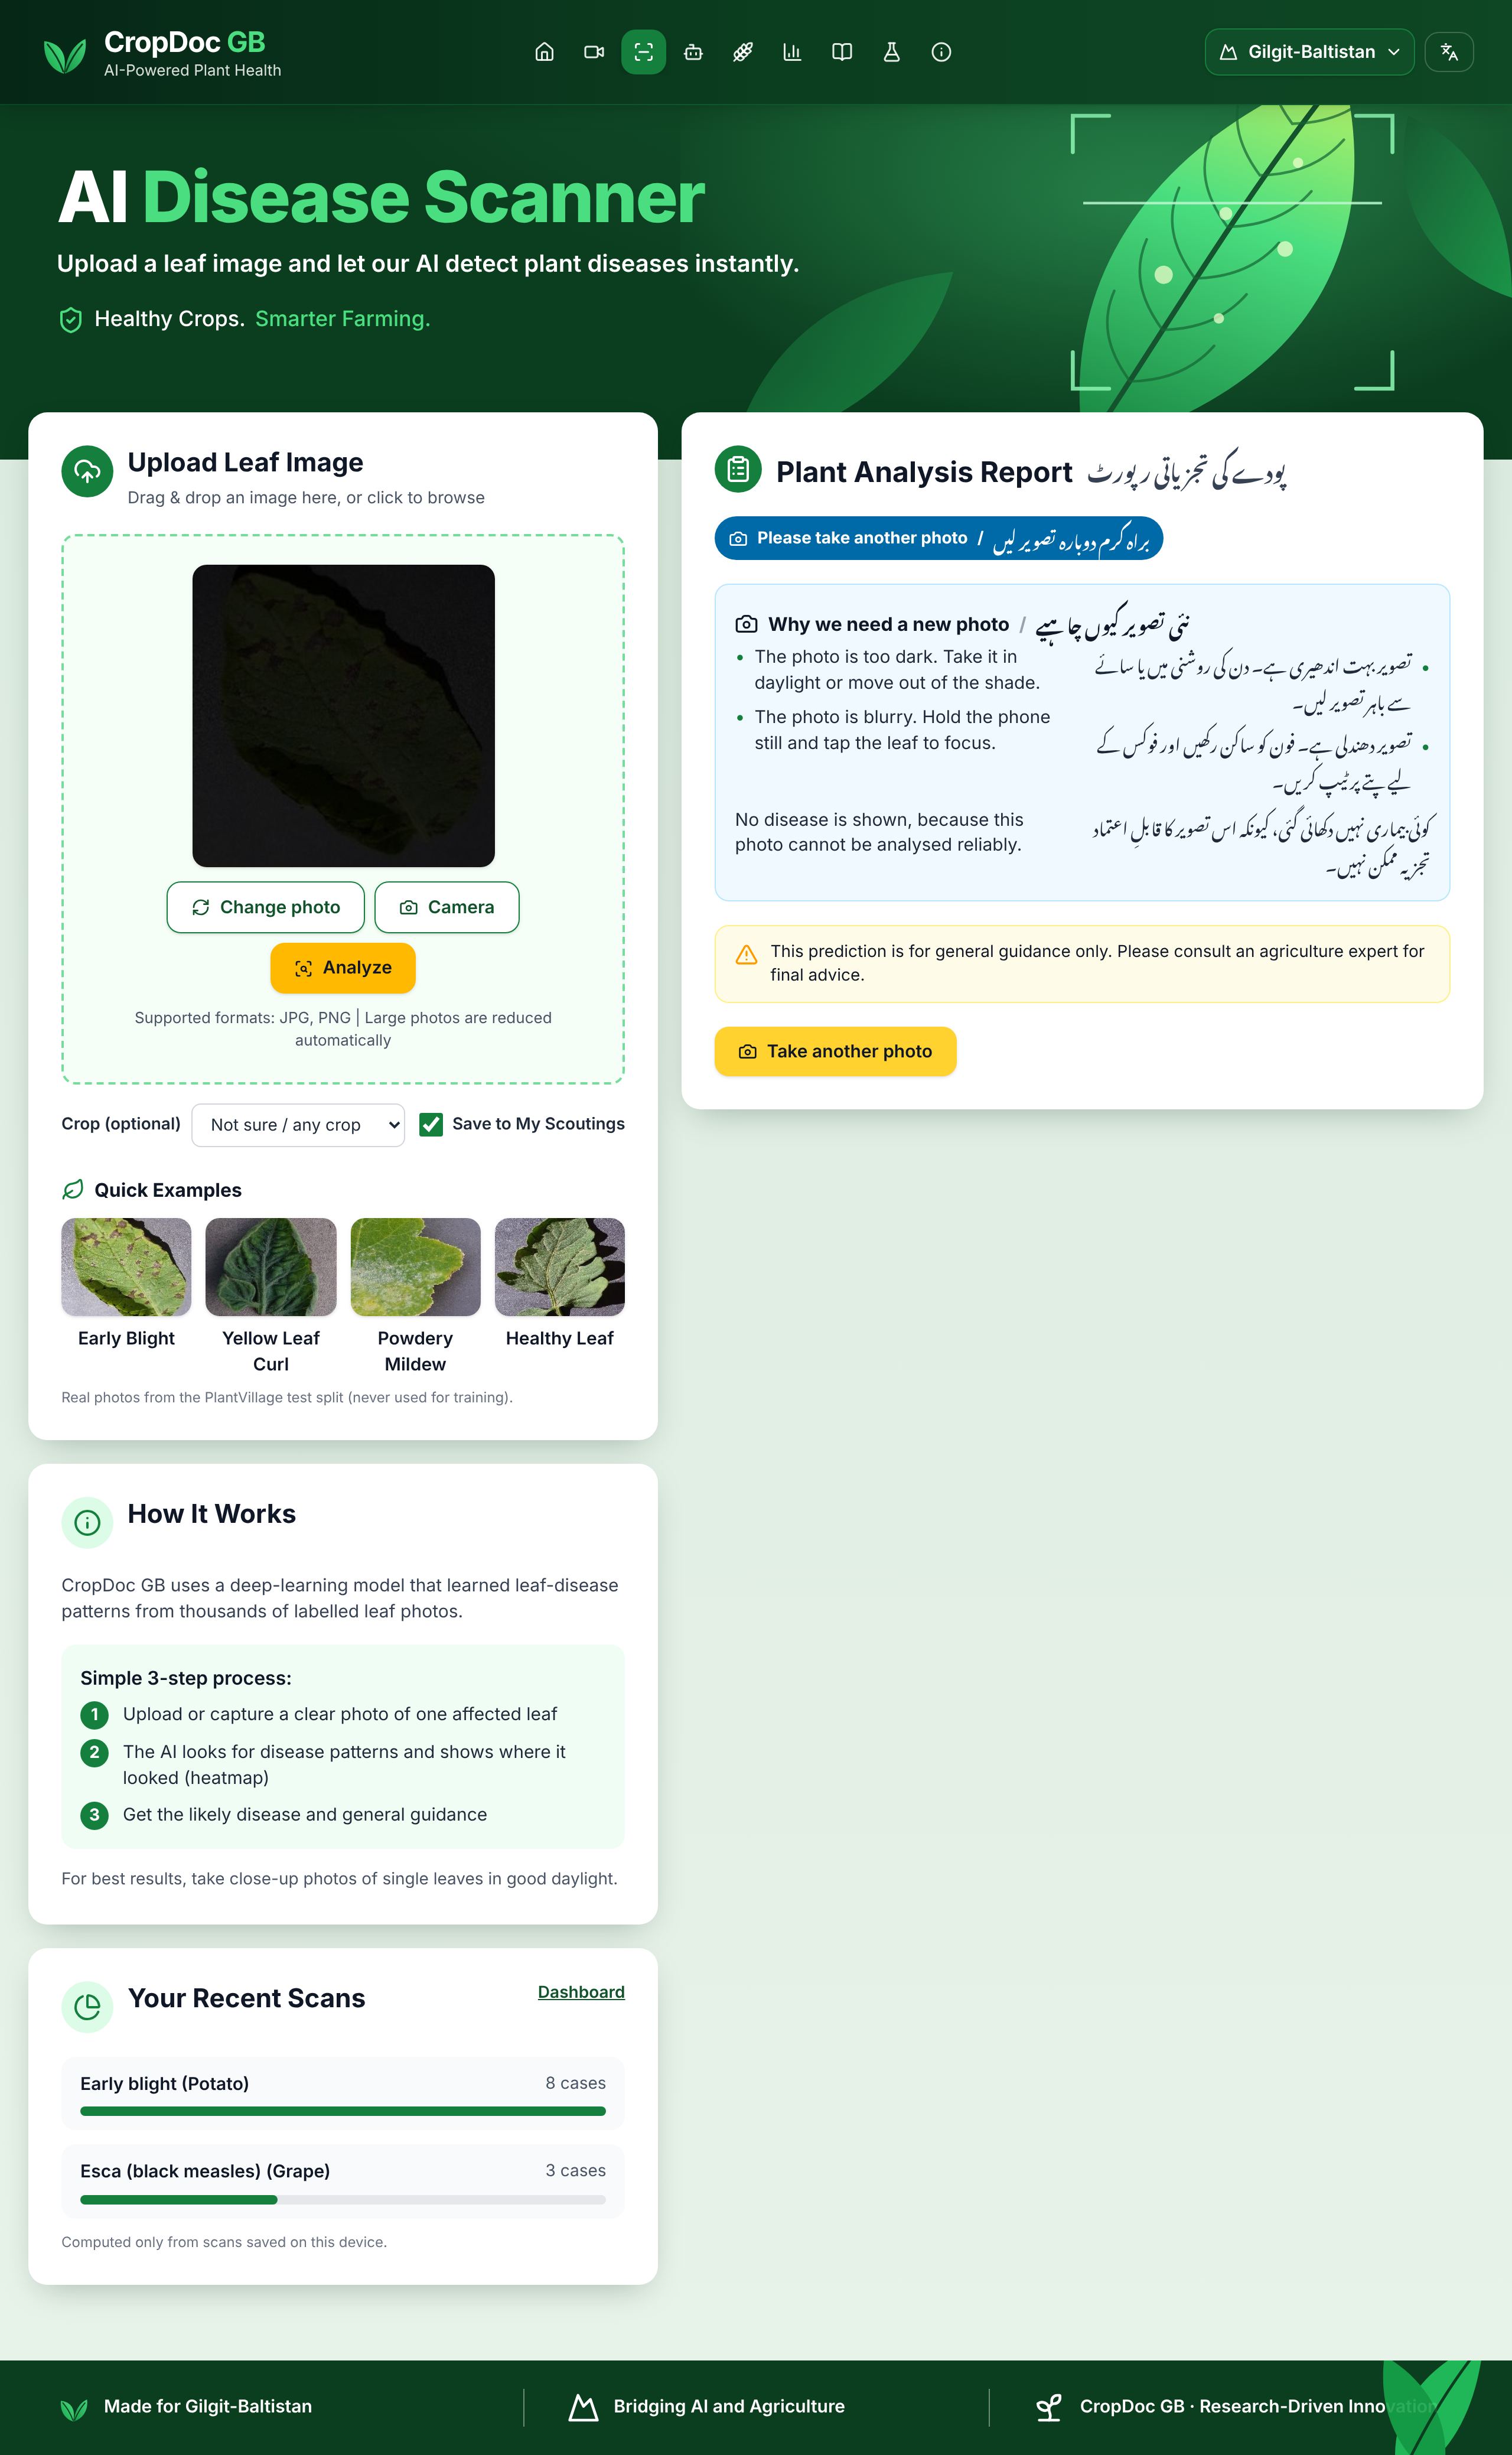 CropDoc GB
AI-Powered Plant Health
Gilgit-Baltistan
AI Disease Scanner
Upload a leaf image and let our AI detect plant diseases instantly.
Healthy Crops. Smarter Farming.
Upload Leaf Image
Drag & drop an image here, or click to browse
Change photo
Camera
Analyze
Supported formats: JPG, PNG | Large photos are reduced
automatically
Crop (optional)
Not sure / any crop
Save to My Scoutings
Quick Examples
Early Blight
Yellow Leaf
Curl
Powdery
Mildew
Healthy Leaf
Real photos from the PlantVillage test split (never used for training).
How It Works
CropDoc GB uses a deep-learning model that learned leaf-disease
patterns from thousands of labelled leaf photos.
Simple 3-step process:
1 Upload or capture a clear photo of one affected leaf
2 The AI looks for disease patterns and shows where it
looked (heatmap)
3 Get the likely disease and general guidance
For best results, take close-up photos of single leaves in good daylight.
Your Recent Scans
Dashboard
Early blight (Potato) 8 cases
Esca (black measles) (Grape) 3 cases
Computed only from scans saved on this device.
Plant Analysis Report پودے کی تجزیاتی رپورٹ
Please take another photo / براہ کرم دوبارہ تصویر لیں
Why we need a new photo / نئی تصویر کیوں چاہیے
• The photo is too dark. Take it in
daylight or move out of the shade.
• The photo is blurry. Hold the phone
still and tap the leaf to focus.
No disease is shown, because this
photo cannot be analysed reliably.
• تصویر بہت اندھیری ہے۔ دن کی روشنی میں یا سائے
سے باہر تصویر لیں۔
• تصویر دھندلی ہے۔ فون کو ساکن رکھیں اور فوکس کے
لیے پتے پر ٹیپ کریں۔
کوئی بیماری نہیں دکھائی گئی، کیونکہ اس تصویر کا قابلِ اعتماد
تجزیہ ممکن نہیں۔
This prediction is for general guidance only. Please consult an agriculture expert for
final advice.
Take another photo
Made for Gilgit-Baltistan
Bridging AI and Agriculture
CropDoc GB · Research-Driven Innovation